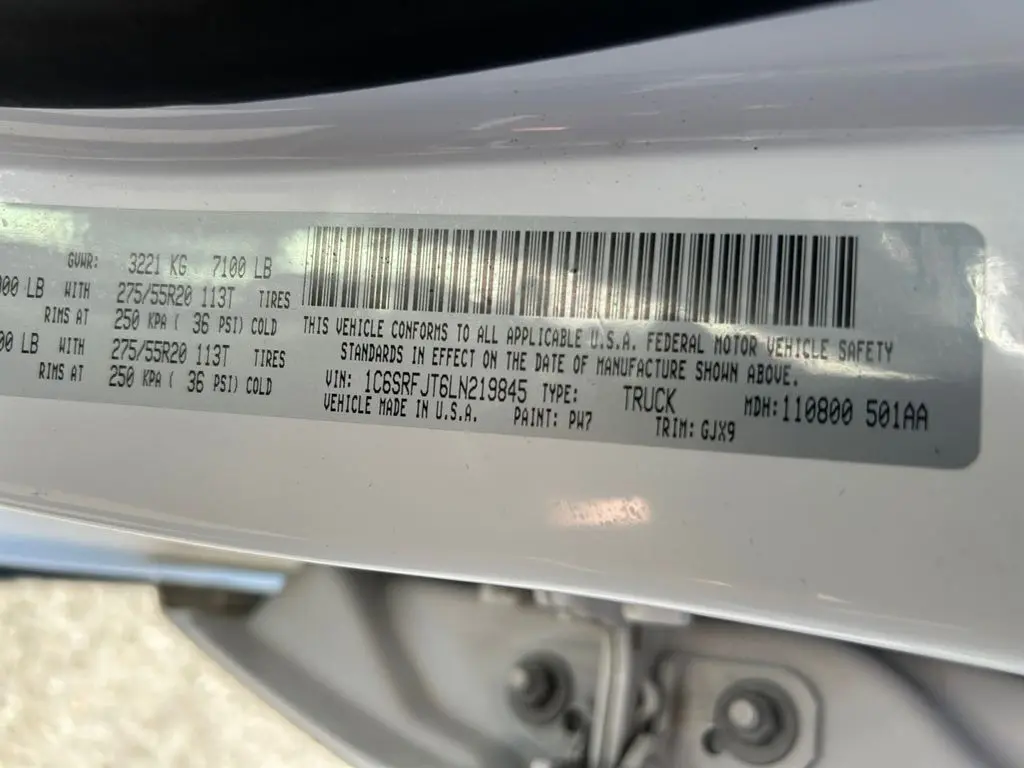 GVWR: 3221 KG 7100 LB
00 LB WITH 275/55R20 113T TIRES
RIMS AT 250 KPA ( 36 PSI) COLD
00 LB WITH 275/55R20 113T TIRES
RIMS AT 250 KPA ( 36 PSI) COLD
THIS VEHICLE CONFORMS TO ALL APPLICABLE U.S.A. FEDERAL MOTOR VEHICLE SAFETY
STANDARDS IN EFFECT ON THE DATE OF MANUFACTURE SHOWN ABOVE.
VIN: 1C6SRFJT6LN219845 TYPE: TRUCK MDH:110800 501AA
VEHICLE MADE IN U.S.A. PAINT: PW7 TRIM: GJX9